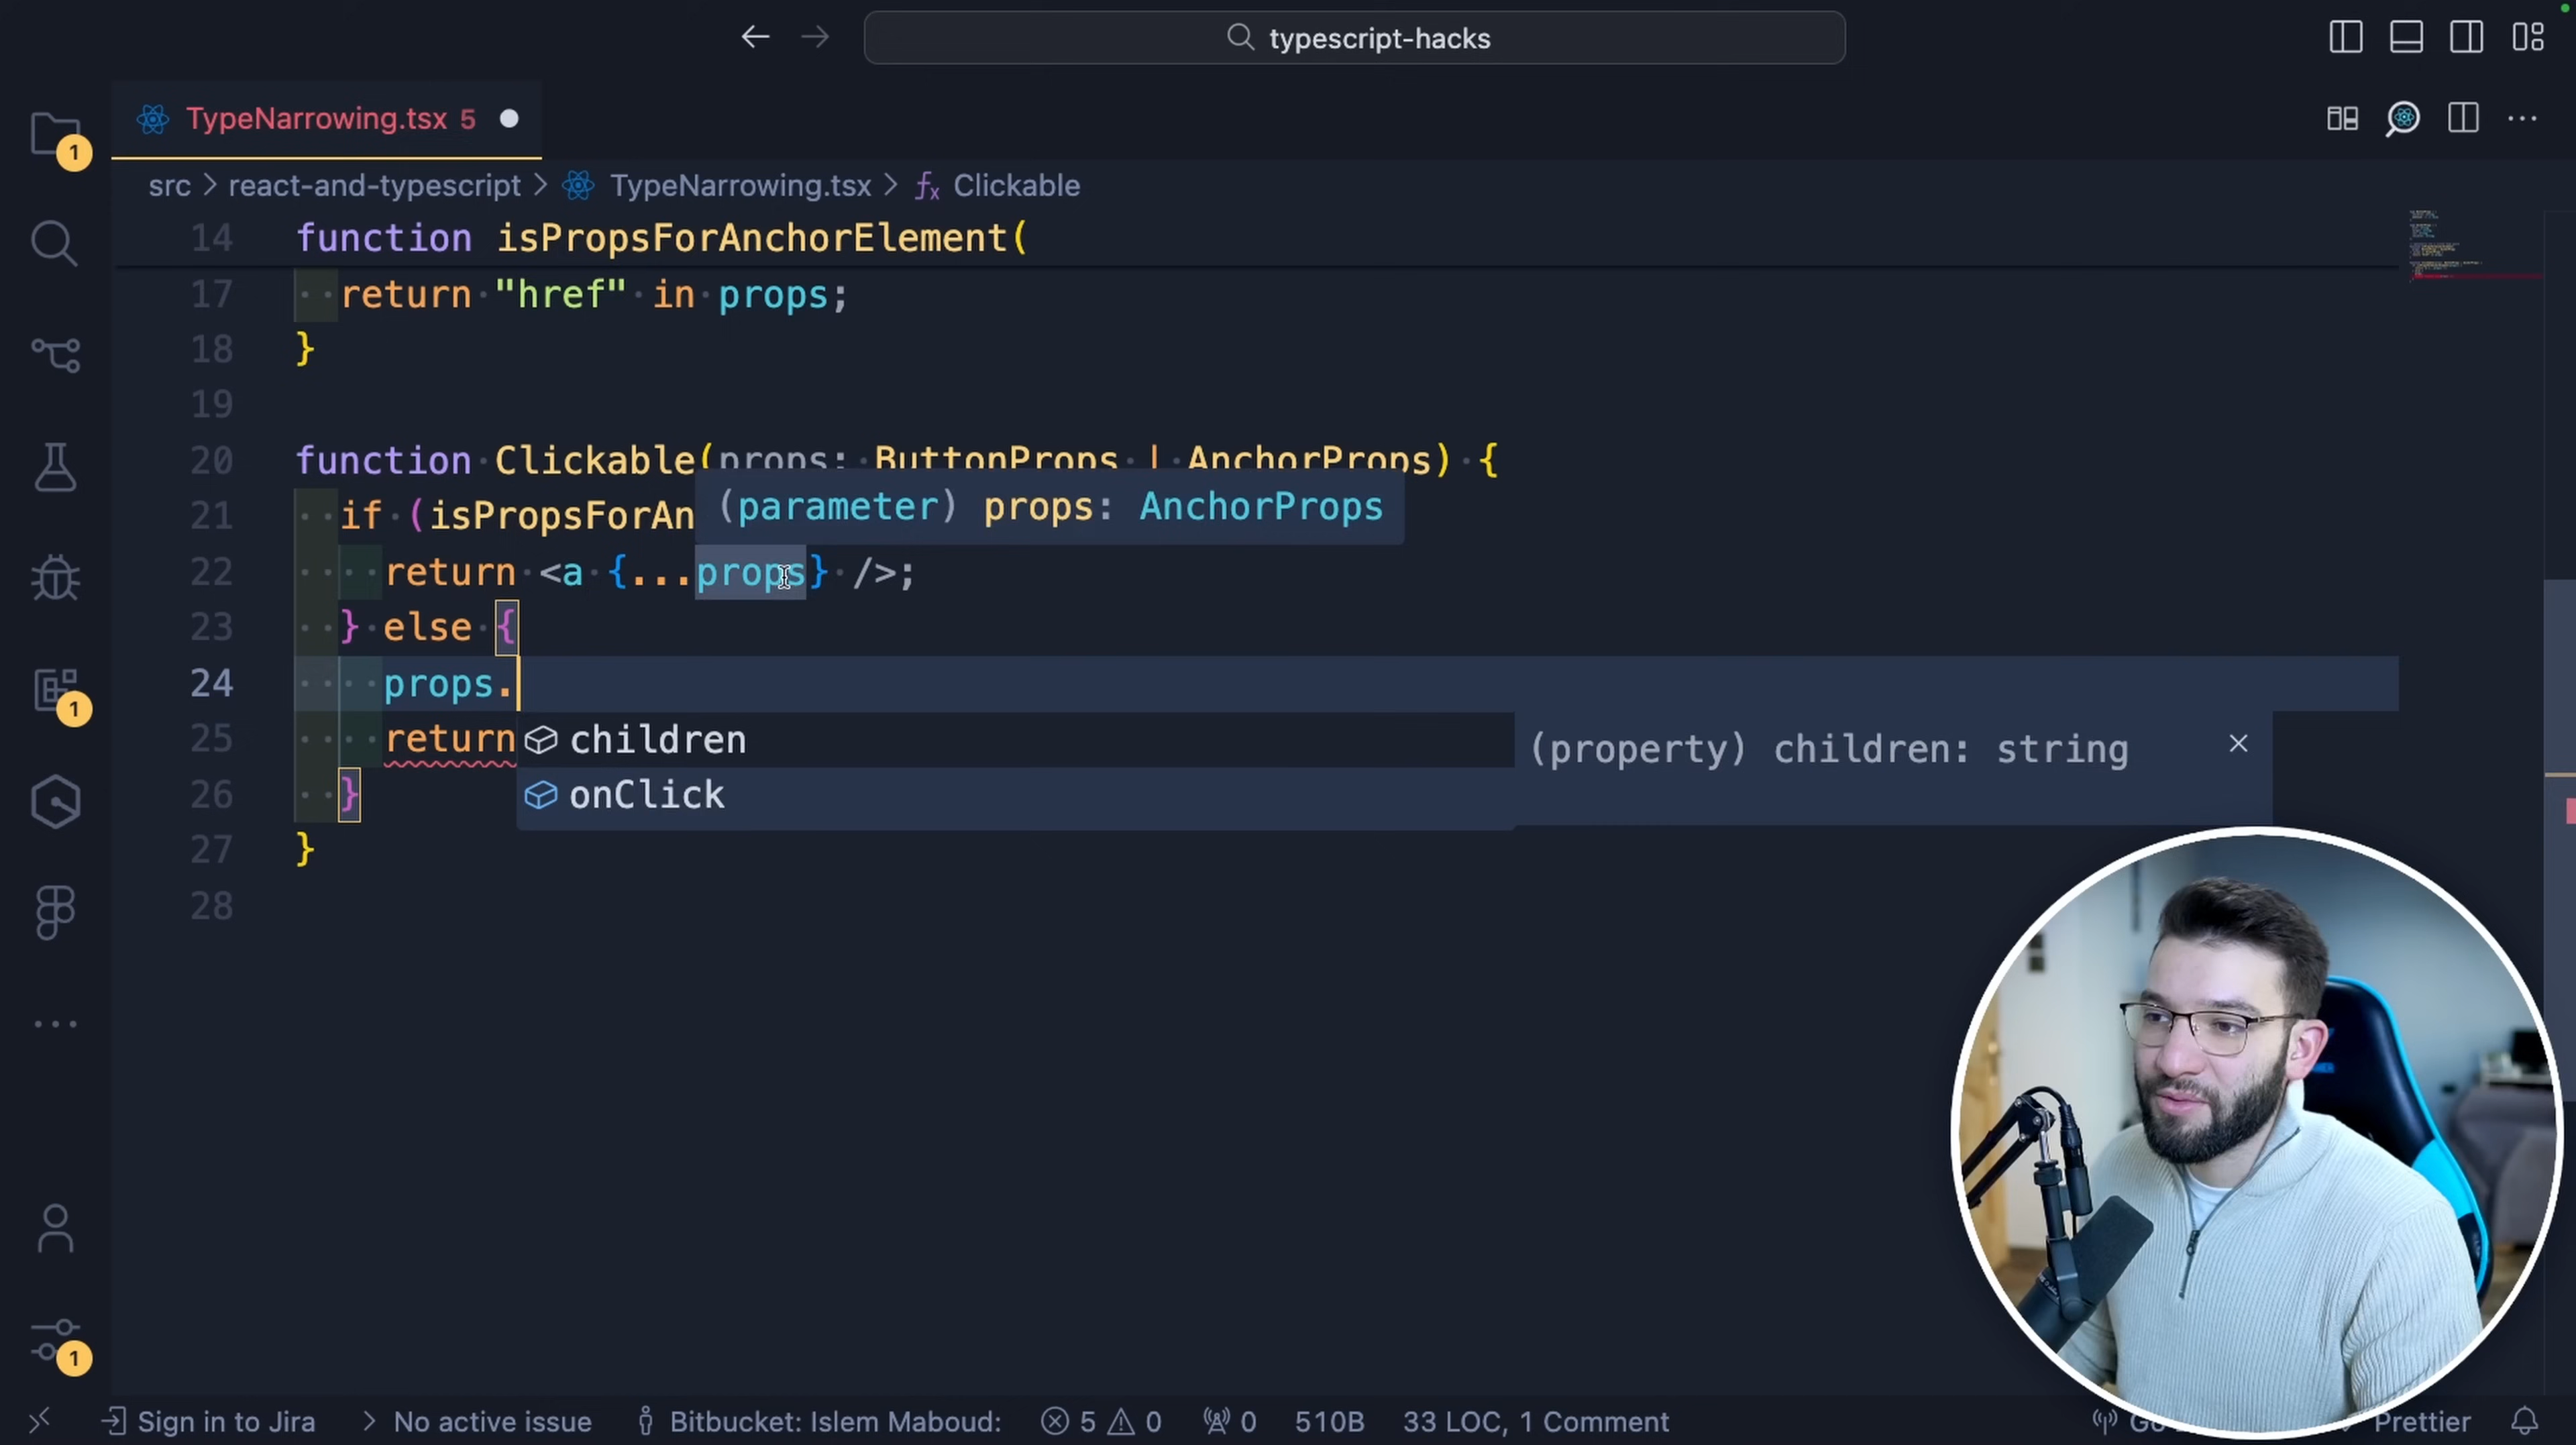 typescript-hacks
TypeNarrowing.tsx 5
src > react-and-typescript > TypeNarrowing.tsx > Clickable
14 function isPropsForAnchorElement(
17 return "href" in props;
18 }
19
20 function Clickable(props: ButtonProps | AnchorProps) {
21 if (isPropsForAn
(parameter) props: AnchorProps
22 return <a {...props} />;
23 } else {
24 props.
25 return
children
(property) children: string
26 }
onClick
27 }
28
1
1
1
Sign in to Jira
No active issue
Bitbucket: Islem Maboud:
5 0
0
510B
33 LOC, 1 Comment
Prettier